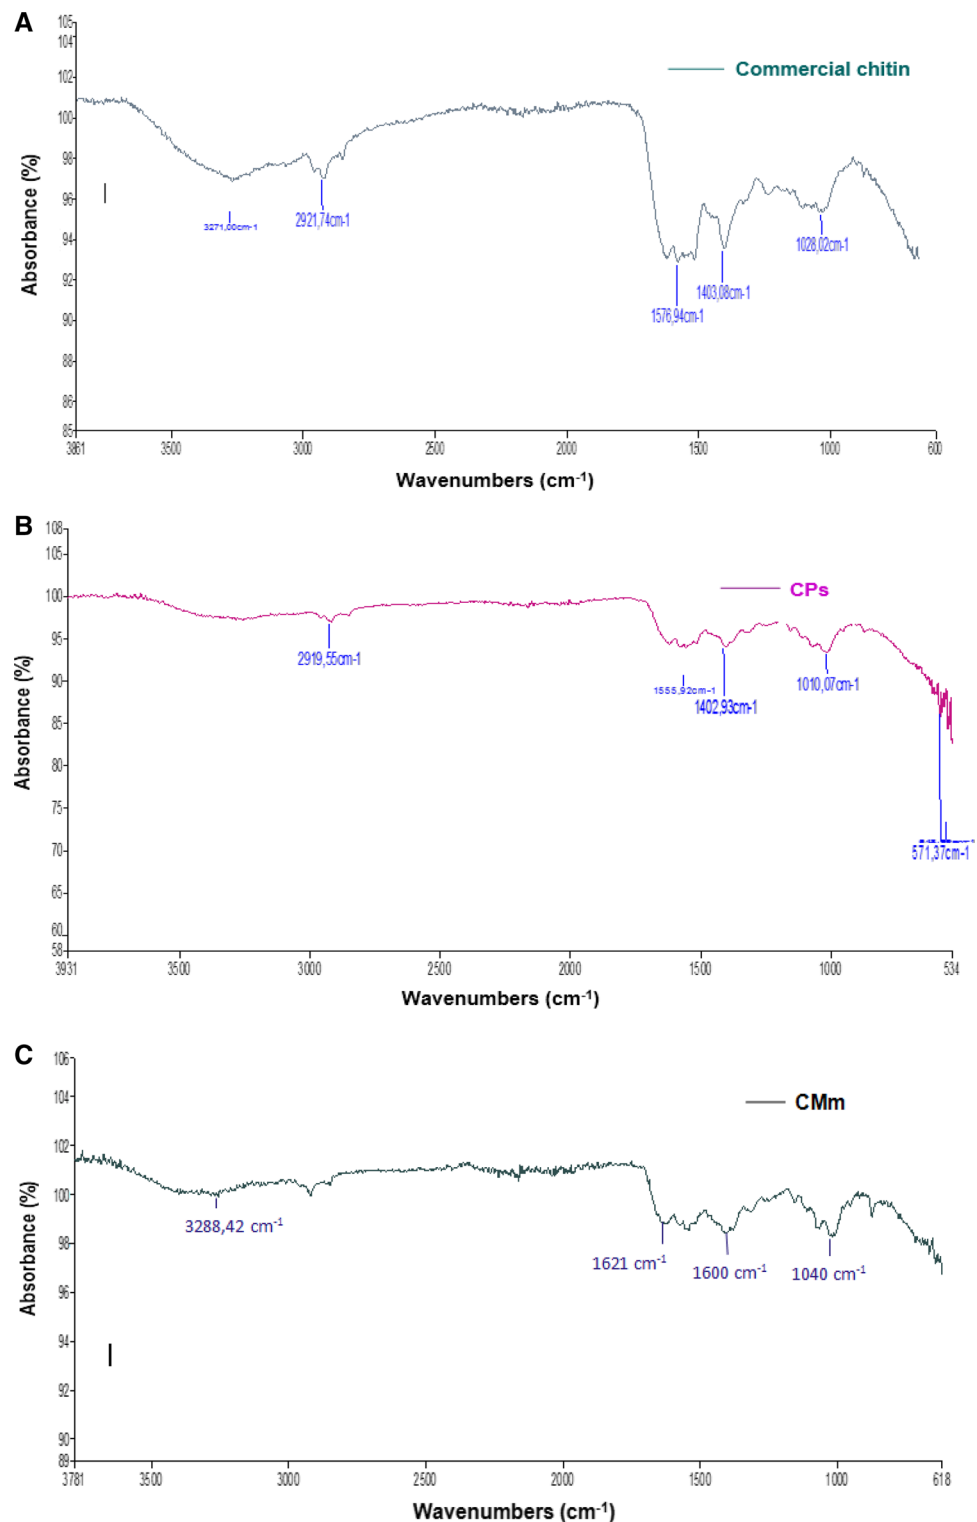 A
105
104
102
100
98
96
94
92
90
88
86
85
Absorbance (%)
Commercial chitin
3271,00cm-1
2921,74cm-1
1576,94cm-1
1403,08cm-1
1028,02cm-1
3500
3000
2500
2000
1500
1000
600
Wavenumbers (cm-1)
B
108
105
100
95
90
85
80
75
70
65
60
58
Absorbance (%)
CPs
2919,55cm-1
1555,92cm-1
1402,93cm-1
1010,07cm-1
571,37cm-1
3931
3500
3000
2500
2000
1500
1000
534
Wavenumbers (cm-1)
C
106
104
102
100
98
96
94
92
90
89
Absorbance (%)
CMm
3288,42 cm-1
1621 cm-1
1600 cm-1
1040 cm-1
3781
3500
3000
2500
2000
1500
1000
618
Wavenumbers (cm-1)